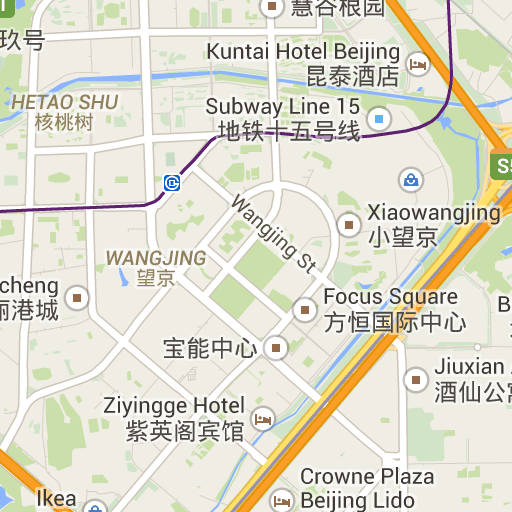 慧谷根园
玖号
Kuntai Hotel Beijing
昆泰酒店
HETAO SHU
核桃树
Subway Line 15
地铁十五号线
S5
Wangjing St
Xiaowangjing
小望京
WANGJING
望京
cheng
丽港城
Focus Square
方恒国际中心
宝能中心
Jiuxian
酒仙公寓
Ziyingge Hotel
紫英阁宾馆
Crowne Plaza
Beijing Lido
Ikea